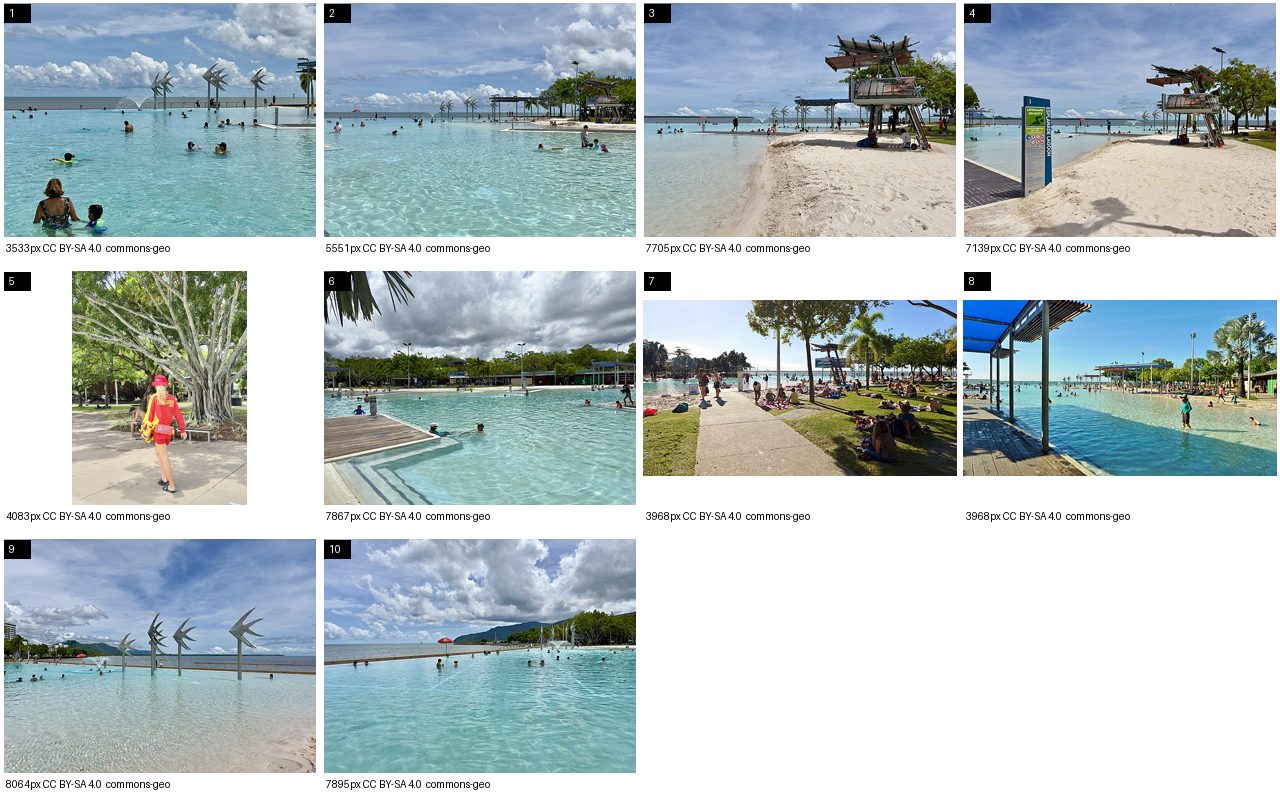 1
2
3
4
3533px CC BY-SA 4.0 commons-geo
5551px CC BY-SA 4.0 commons-geo
7705px CC BY-SA 4.0 commons-geo
7139px CC BY-SA 4.0 commons-geo
5
6
7
8
4083px CC BY-SA 4.0 commons-geo
7867px CC BY-SA 4.0 commons-geo
3968px CC BY-SA 4.0 commons-geo
3968px CC BY-SA 4.0 commons-geo
9
10
8064px CC BY-SA 4.0 commons-geo
7895px CC BY-SA 4.0 commons-geo